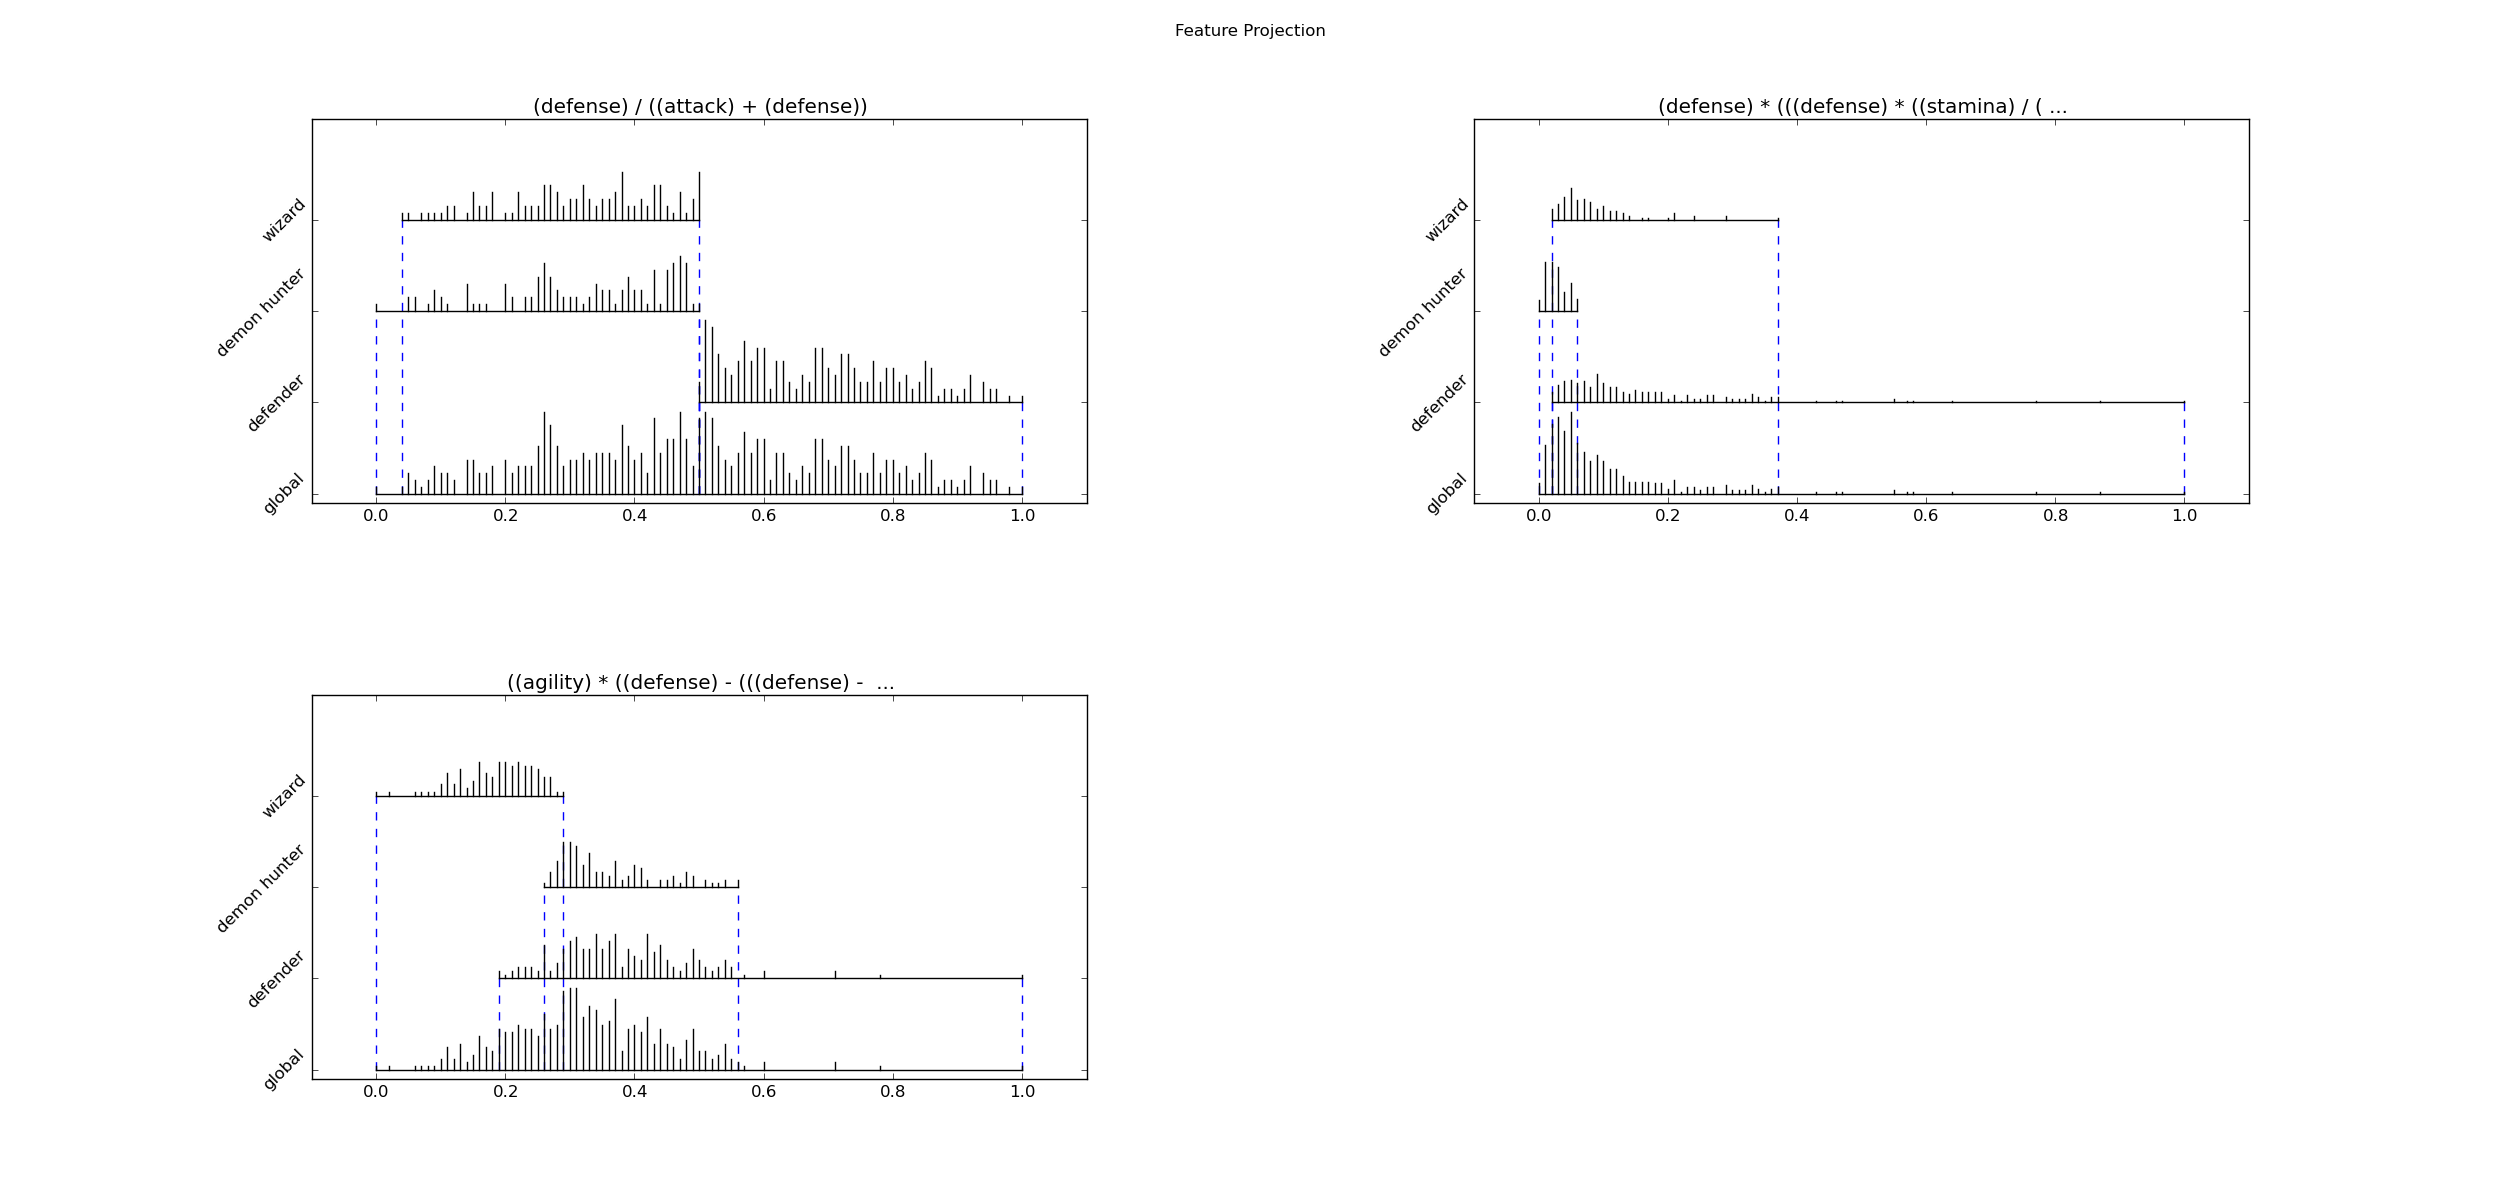 Feature Projection
(defense) / ((attack) + (defense))
wizard
demon hunter
defender
global
0.0 0.2 0.4 0.6 0.8 1.0
(defense) * (((defense) * ((stamina) / ( ...
wizard
demon hunter
defender
global
0.0 0.2 0.4 0.6 0.8 1.0
((agility) * ((defense) - (((defense) -  ...
wizard
demon hunter
defender
global
0.0 0.2 0.4 0.6 0.8 1.0